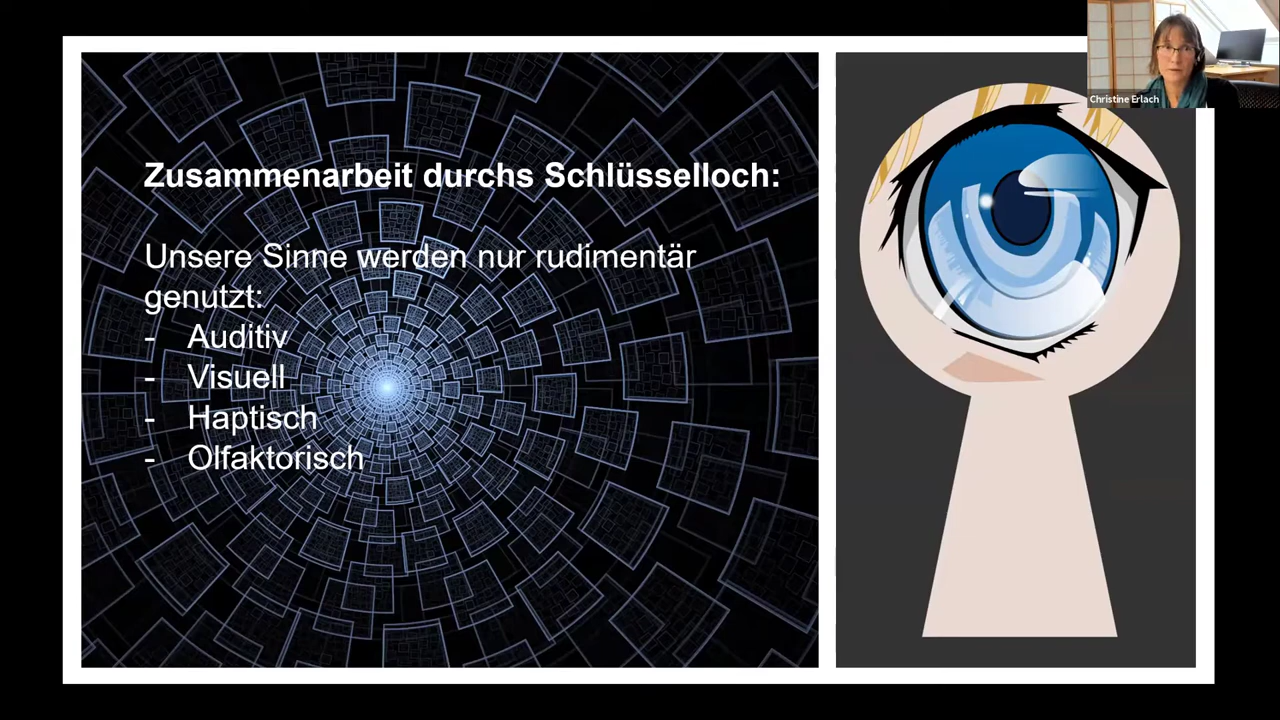 Christine Erlach
Zusammenarbeit durchs Schlüsselloch:
Unsere Sinne werden nur rudimentär
genutzt:
- Auditiv
- Visuell
- Haptisch
- Olfaktorisch